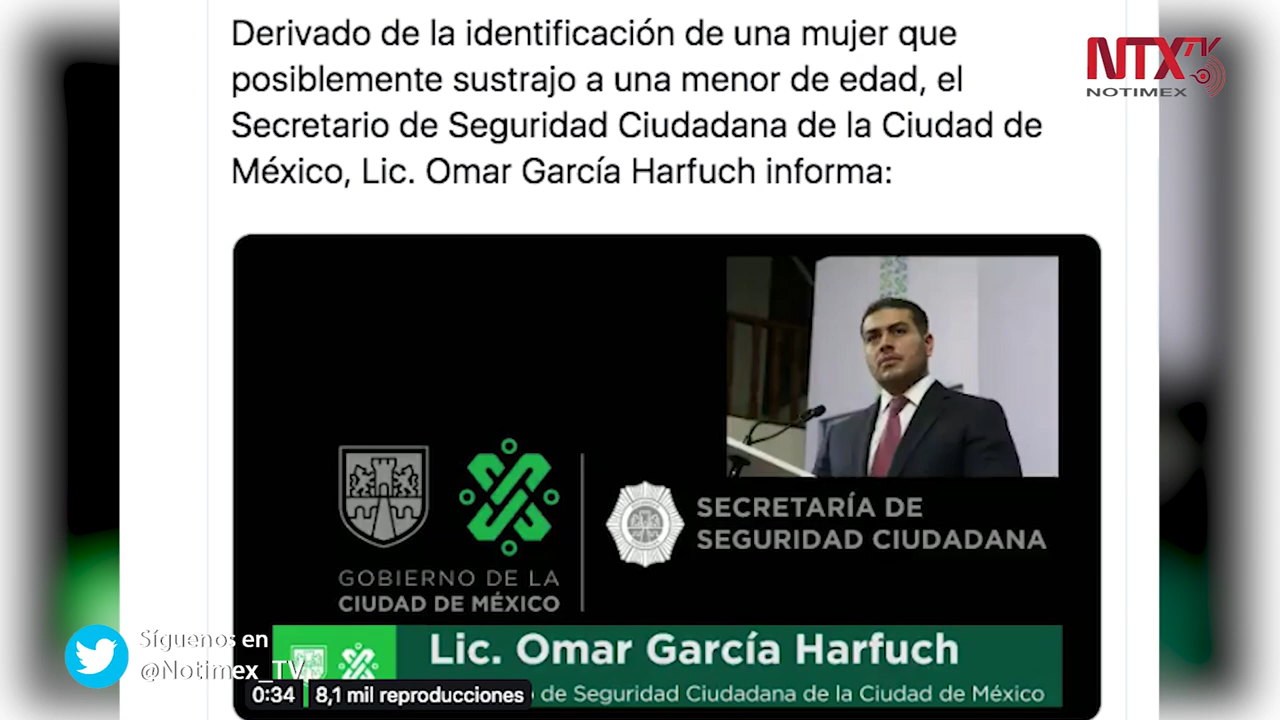 Derivado de la identificación de una mujer que
posiblemente sustrajo a una menor de edad, el
Secretario de Seguridad Ciudadana de la Ciudad de
México, Lic. Omar García Harfuch informa:
NTX TV
NOTIMEX
SECRETARÍA DE
SEGURIDAD CIUDADANA
GOBIERNO DE LA
CIUDAD DE MÉXICO
Síguenos en
@Notimex_TV
Lic. Omar García Harfuch
de Seguridad Ciudadana de la Ciudad de México
0:34 8,1 mil reproducciones